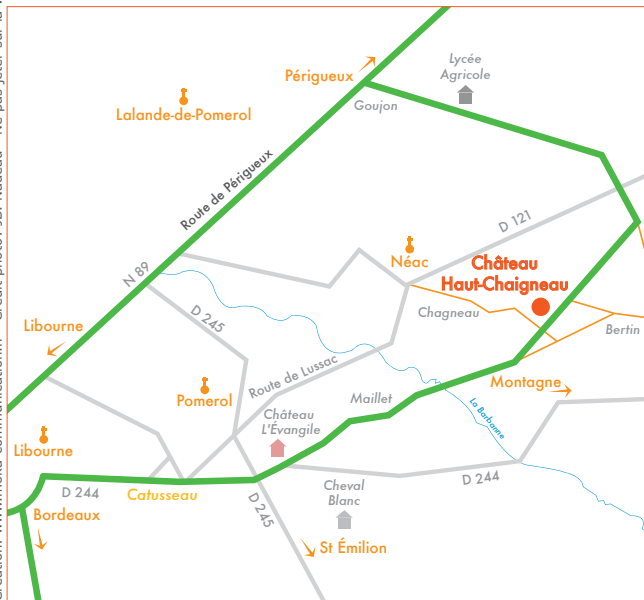 Lycée
Agricole
Périgueux
Goujon
Lalande-de-Pomerol
Route de Périgueux
D 121
Néac
Château
Haut-Chaigneau
N 89
Chagneau
Bertin
Libourne
D 245
Route de Lussac
Montagne
Pomerol
Maillet
La Barbanne
Château
L'Évangile
Libourne
D 244
Catusseau
Cheval
Blanc
D 244
Bordeaux
D 245
St Émilion